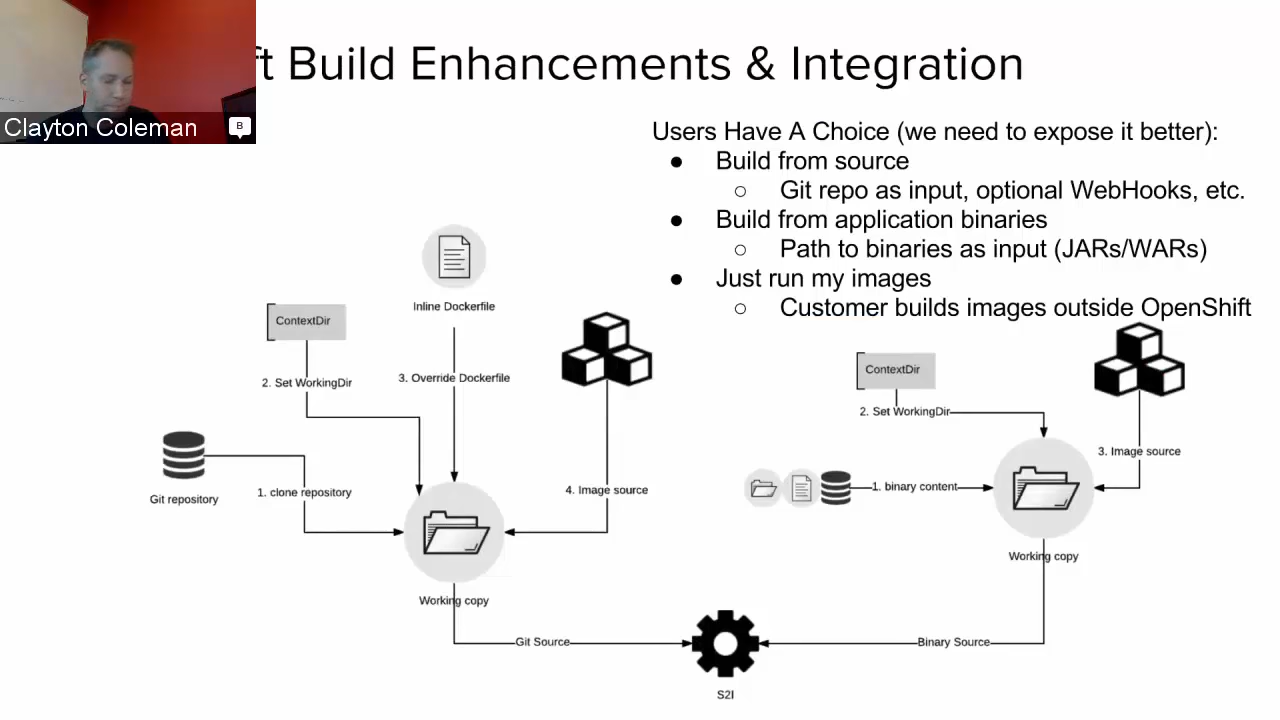 ft Build Enhancements & Integration
Clayton Coleman
B
Users Have A Choice (we need to expose it better):
● Build from source
○ Git repo as input, optional WebHooks, etc.
● Build from application binaries
○ Path to binaries as input (JARs/WARs)
● Just run my images
○ Customer builds images outside OpenShift
Inline Dockerfile
ContextDir
2. Set WorkingDir
3. Override Dockerfile
Git repository
1. clone repository
4. Image source
Working copy
Git Source
ContextDir
2. Set WorkingDir
3. Image source
1. binary content
Working copy
Binary Source
S2I